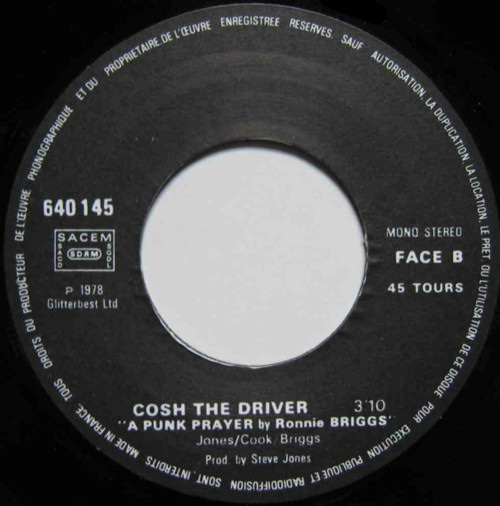 TOUS DROITS DU PRODUCTEUR DE L'ŒUVRE PHONOGRAPHIQUE ET DU PROPRIETAIRE DE L'ŒUVRE ENREGISTREE RESERVES. SAUF AUTORISATION, LA DUPLICATION, LA LOCATION, LE PRET, OU L'UTILISATION DE CE DISQUE POUR EXECUTION PUBLIQUE ET RADIODIFFUSION SONT INTERDITS MADE IN FRANCE.
640 145
SACEM
SACD SDRM SGDL
P 1978
Glitterbest Ltd
MONO STEREO
FACE B
45 TOURS
COSH THE DRIVER 3'10
"A PUNK PRAYER by Ronnie BRIGGS"
Jones/Cook/Briggs
Prod by Steve Jones